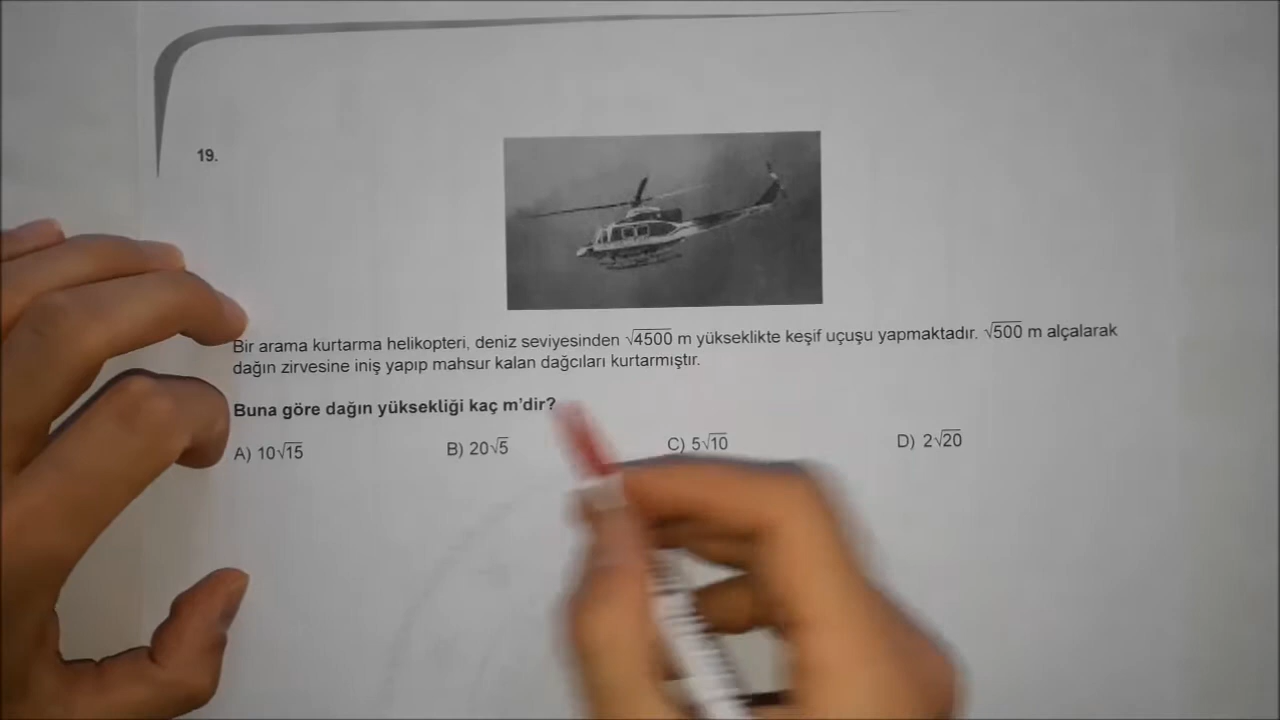 19.
Bir arama kurtarma helikopteri, deniz seviyesinden √4500 m yükseklikte keşif uçuşu yapmaktadır. √500 m alçalarak
dağın zirvesine iniş yapıp mahsur kalan dağcıları kurtarmıştır.
Buna göre dağın yüksekliği kaç m'dir?
A) 10√15 B) 20√5 C) 5√10 D) 2√20